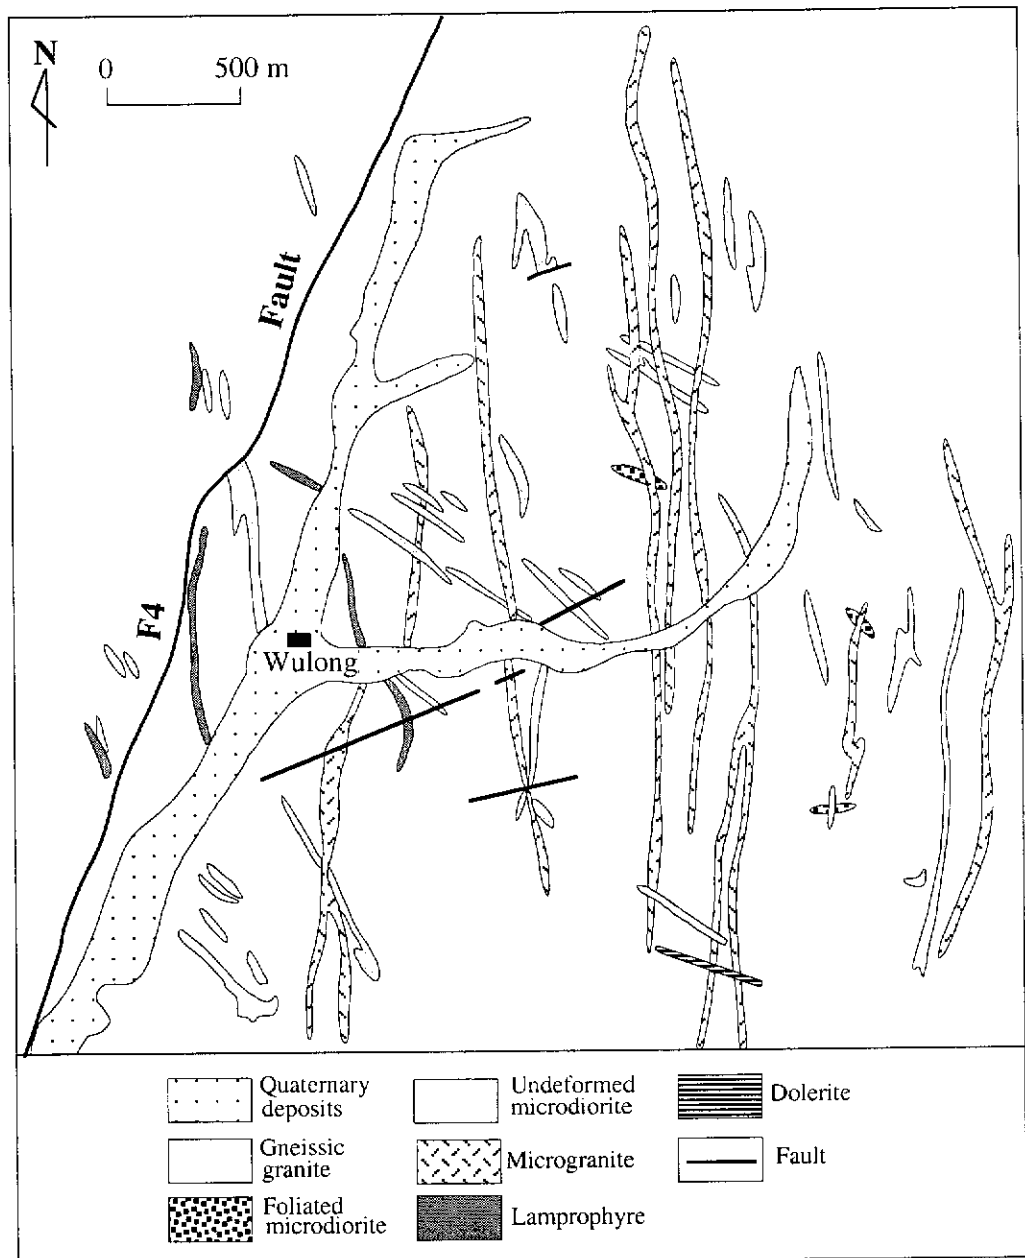 N
0 500 m
Fault
F4
Wulong
Quaternary
deposits
Undeformed
microdiorite
Dolerite
Gneissic
granite
Microgranite
Fault
Foliated
microdiorite
Lamprophyre